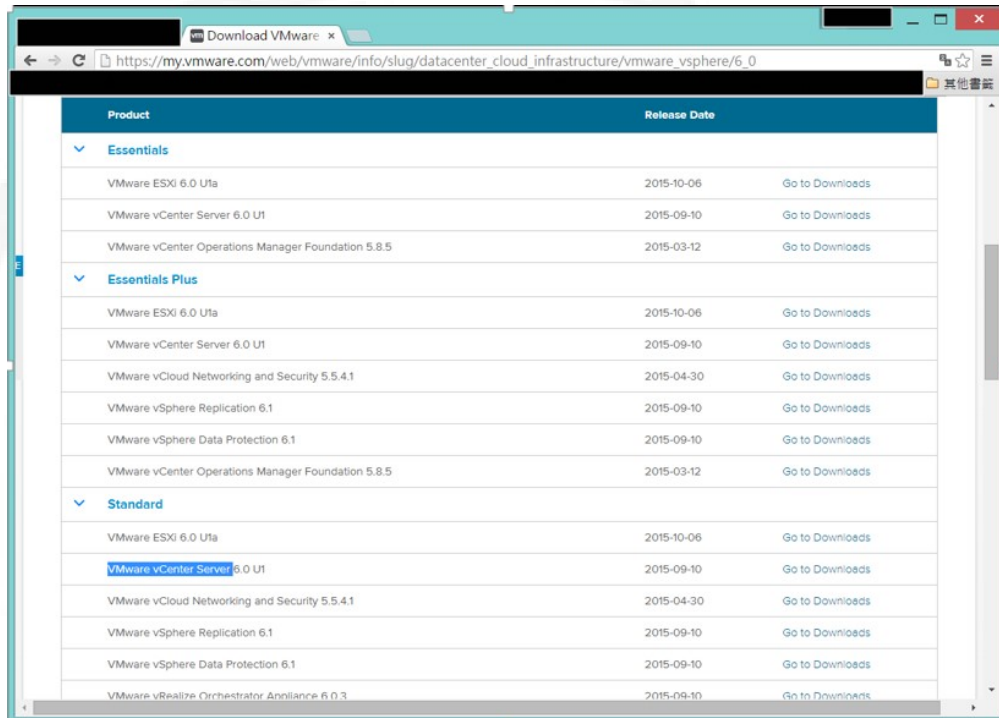 Download VMware
https://my.vmware.com/web/vmware/info/slug/datacenter_cloud_infrastructure/vmware_vsphere/6_0
其他書籤
Product Release Date
Essentials
VMware ESXi 6.0 U1a 2015-10-06 Go to Downloads
VMware vCenter Server 6.0 U1 2015-09-10 Go to Downloads
VMware vCenter Operations Manager Foundation 5.8.5 2015-03-12 Go to Downloads
E
Essentials Plus
VMware ESXi 6.0 U1a 2015-10-06 Go to Downloads
VMware vCenter Server 6.0 U1 2015-09-10 Go to Downloads
VMware vCloud Networking and Security 5.5.4.1 2015-04-30 Go to Downloads
VMware vSphere Replication 6.1 2015-09-10 Go to Downloads
VMware vSphere Data Protection 6.1 2015-09-10 Go to Downloads
VMware vCenter Operations Manager Foundation 5.8.5 2015-03-12 Go to Downloads
Standard
VMware ESXi 6.0 U1a 2015-10-06 Go to Downloads
VMware vCenter Server 6.0 U1 2015-09-10 Go to Downloads
VMware vCloud Networking and Security 5.5.4.1 2015-04-30 Go to Downloads
VMware vSphere Replication 6.1 2015-09-10 Go to Downloads
VMware vSphere Data Protection 6.1 2015-09-10 Go to Downloads
VMware vRealize Orchestrator Appliance 6.0.3 2015-09-10 Go to Downloads